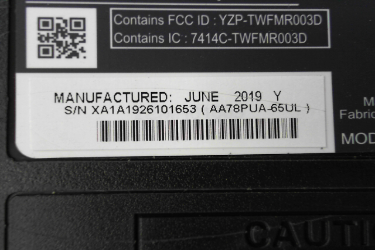 Contains FCC ID : YZP-TWFMR003D
Contains IC : 7414C-TWFMR003D
MANUFACTURED: JUNE 2019 Y
S/N XA1A1926101653 ( AA78PUA-65UL )
M
Fabric
MOD
CAUTI